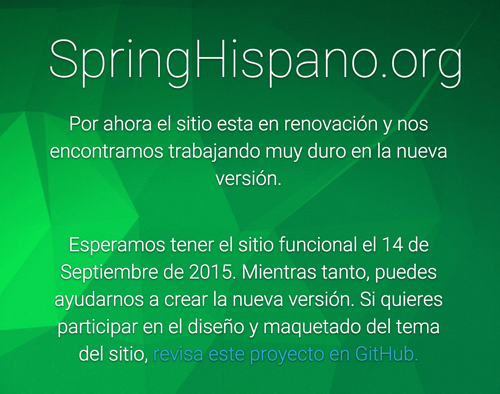 SpringHispano.org
Por ahora el sitio esta en renovación y nos
encontramos trabajando muy duro en la nueva
versión.
Esperamos tener el sitio funcional el 14 de
Septiembre de 2015. Mientras tanto, puedes
ayudarnos a crear la nueva versión. Si quieres
participar en el diseño y maquetado del tema
del sitio, revisa este proyecto en GitHub.